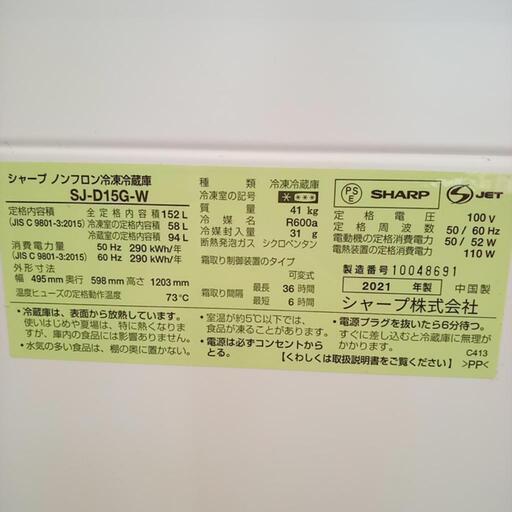 シャープ ノンフロン冷凍冷蔵庫
SJ-D15G-W
定格内容積
(JIS C 9801-3:2015)
全定格内容積 152 L
冷凍室の定格内容積 58 L
冷蔵室の定格内容積 94 L
消費電力量
(JIS C 9801-3:2015)
50 Hz 290 kWh/年
60 Hz 290 kWh/年
外形寸法
幅 495 mm 奥行 598 mm 高さ 1203 mm
温度ヒューズの定格動作温度 73℃
種類 冷凍冷蔵庫
冷凍室の記号
質量 41 kg
冷媒 R600a
冷媒封入量 31 g
断熱発泡ガス シクロペンタン
霜取り制御装置のタイプ
可変式
霜取り間隔 最長 36 時間
最短 6 時間
PS
E
SHARP
S JET
定格電圧 100 V
定格周波数 50 / 60 Hz
電動機の定格消費電力 50 / 52 W
電熱装置の定格消費電力 110 W
製造番号 10048691
2021 年製 中国製
シャープ株式会社
•冷蔵庫は、表面から放熱しています。
使いはじめや夏場は、特に熱くなりま
すが、庫内の食品には影響ありません。
•水気の多い食品は、棚の奥に置かない。
•室温が約5℃以下では、
食品が凍ることがあります。
•電源は必ずコンセントから
とる。
•電源プラグを抜いたら6分待つ。
すぐに差し込むと冷蔵庫に無理が
かかります。
【くわしくは取扱説明書をご覧ください】
C413
>PP<